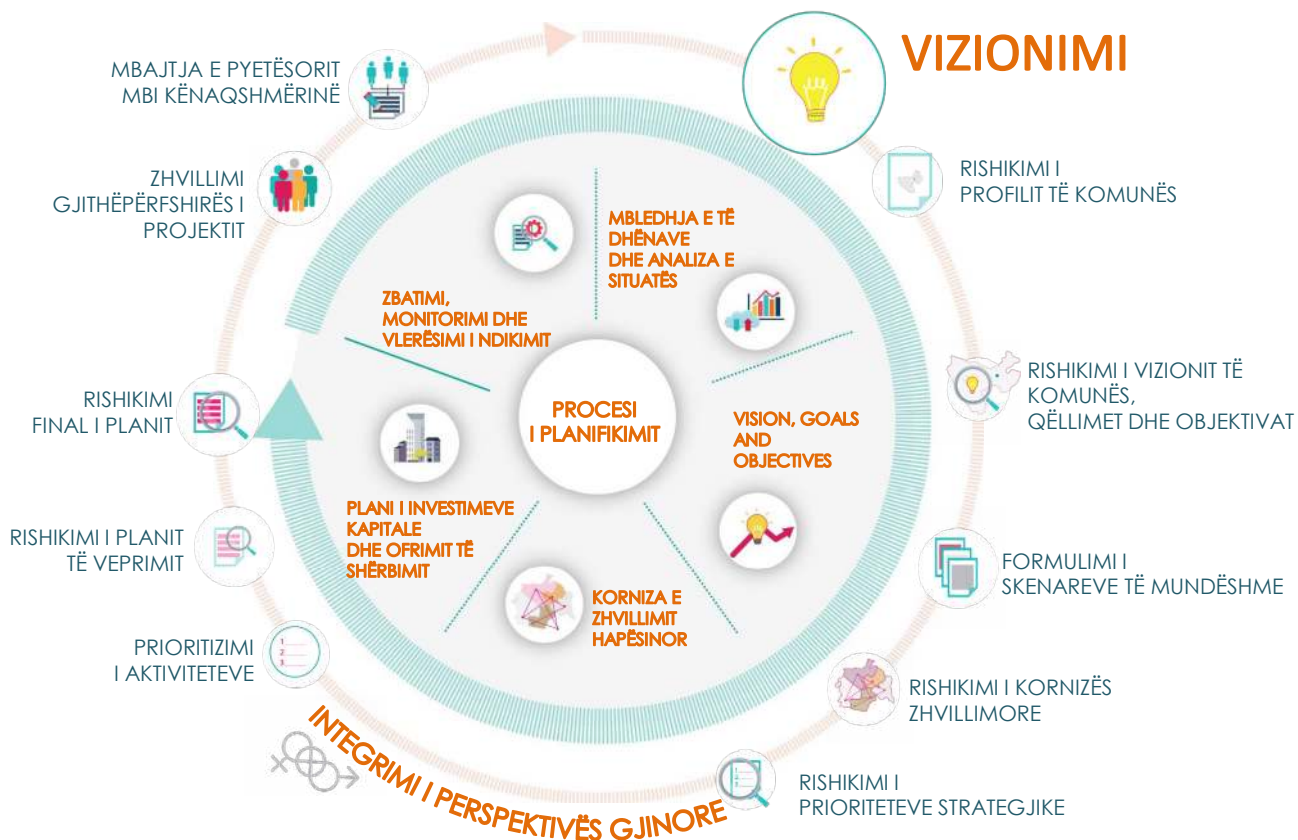 VIZIONIMI
RISHIKIMI I
PROFILIT TË KOMUNËS
RISHIKIMI I VIZIONIT TË
KOMUNËS,
QËLLIMET DHE OBJEKTIVAT
FORMULIMI I
SKENAREVE TË MUNDËSHME
RISHIKIMI I KORNIZËS
ZHVILLIMORE
RISHIKIMI I
PRIORITETEVE STRATEGJIKE
INTEGRIMI I PERSPEKTIVËS GJINORE
PRIORITIZIMI
I AKTIVITETEVE
1
2
3
RISHIKIMI I PLANIT
TË VEPRIMIT
RISHIKIMI
FINAL I PLANIT
ZHVILLIMI
GJITHËPËRFSHIRËS I
PROJEKTIT
MBAJTJA E PYETËSORIT
MBI KËNAQSHMËRINË
PROCESI
I PLANIFIKIMIT
MBLEDHJA E TË
DHËNAVE
DHE ANALIZA E
SITUATËS
VISION, GOALS
AND
OBJECTIVES
KORNIZA E
ZHVILLIMIT
HAPËSINOR
PLANI I INVESTIMEVE
KAPITALE
DHE OFRIMIT TË
SHËRBIMIT
ZBATIMI,
MONITORIMI DHE
VLERËSIMI I NDIKIMIT